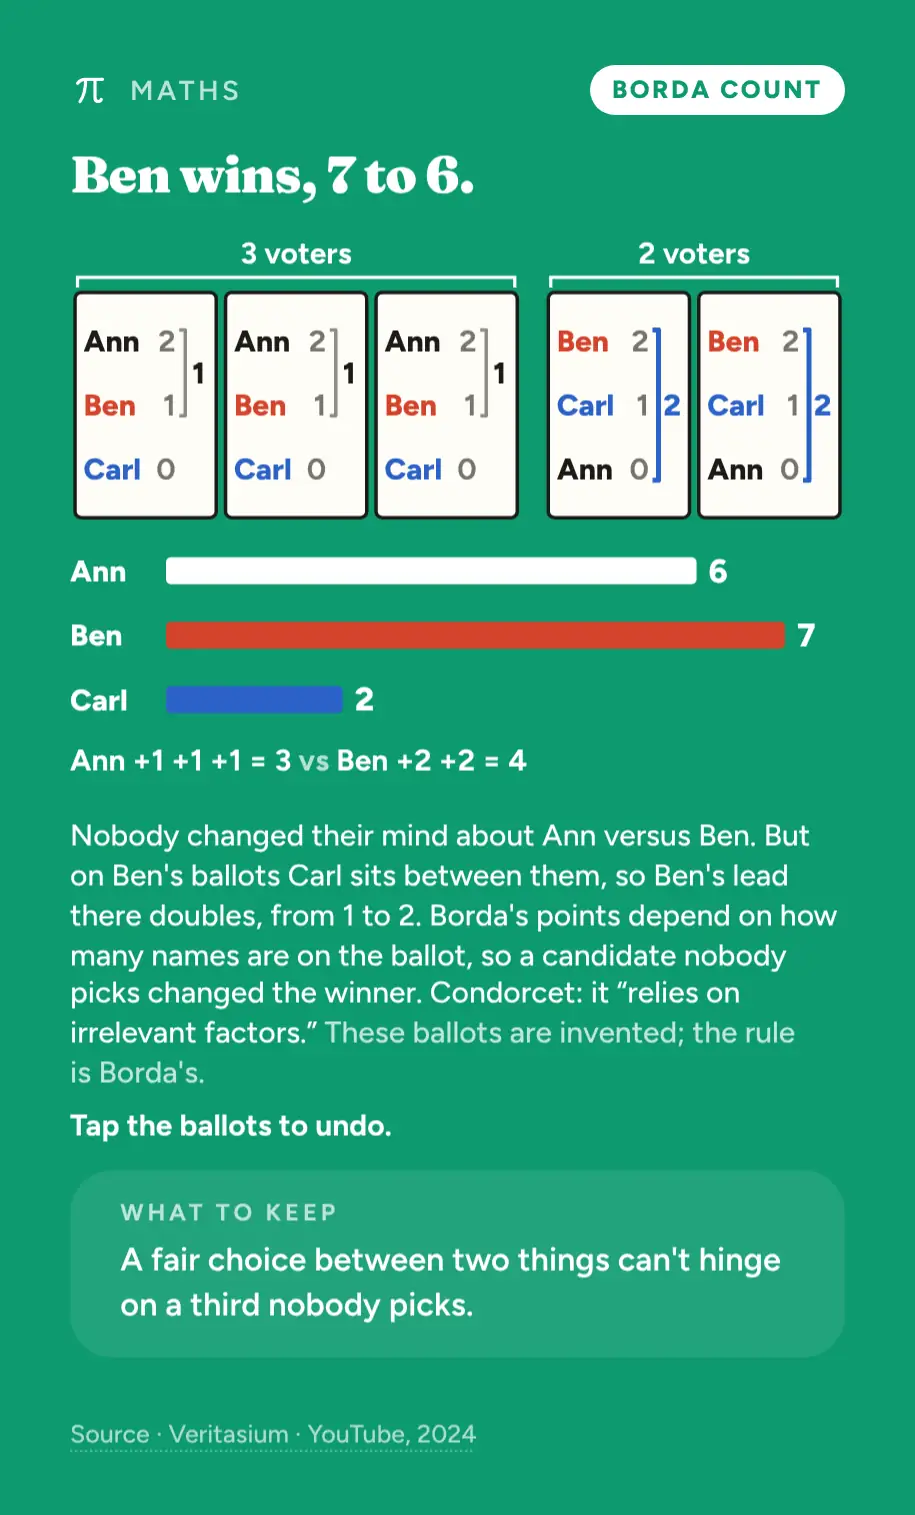 π MATHS
BORDA COUNT
Ben wins, 7 to 6.
3 voters
2 voters
Ann 2
Ben 1
Carl 0
1
Ann 2
Ben 1
Carl 0
1
Ann 2
Ben 1
Carl 0
1
Ben 2
Carl 1
Ann 0
2
Ben 2
Carl 1
Ann 0
2
Ann 6
Ben 7
Carl 2
Ann +1 +1 +1 = 3 vs Ben +2 +2 = 4
Nobody changed their mind about Ann versus Ben. But
on Ben's ballots Carl sits between them, so Ben's lead
there doubles, from 1 to 2. Borda's points depend on how
many names are on the ballot, so a candidate nobody
picks changed the winner. Condorcet: it “relies on
irrelevant factors.” These ballots are invented; the rule
is Borda's.
Tap the ballots to undo.
WHAT TO KEEP
A fair choice between two things can't hinge
on a third nobody picks.
Source · Veritasium · YouTube, 2024